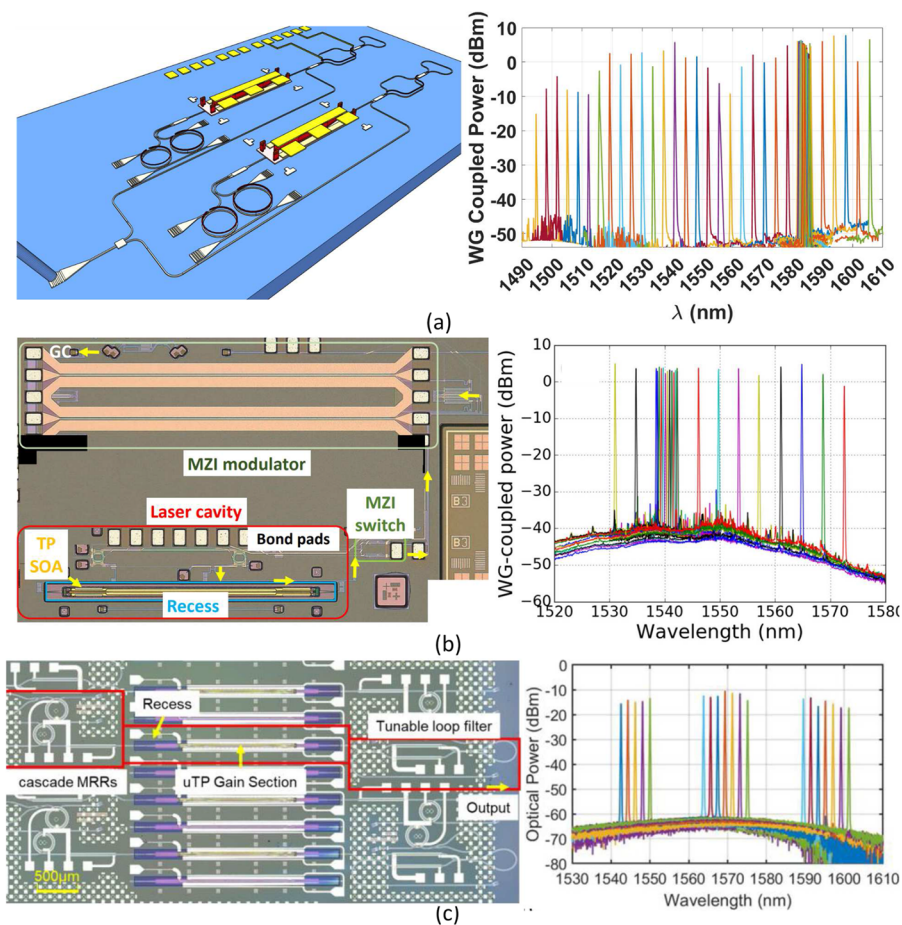 10
0
-10
-20
-30
-40
-50
WG Coupled Power (dBm)
1490
1500
1510
1520
1530
1540
1550
1560
1570
1580
1590
1600
1610
λ (nm)
(a)
GC
MZI modulator
Laser cavity
MZI
switch
Bond pads
TP
SOA
Recess
10
0
−10
−20
−30
−40
−50
−60
WG-coupled power (dBm)
1520 1530 1540 1550 1560 1570 1580
Wavelength (nm)
(b)
Recess
Tunable loop filter
cascade MRRs
uTP Gain Section
Output
500μm
0
-10
-20
-30
-40
-50
-60
-70
-80
Optical Power (dBm)
1530 1540 1550 1560 1570 1580 1590 1600 1610
Wavelength (nm)
(c)